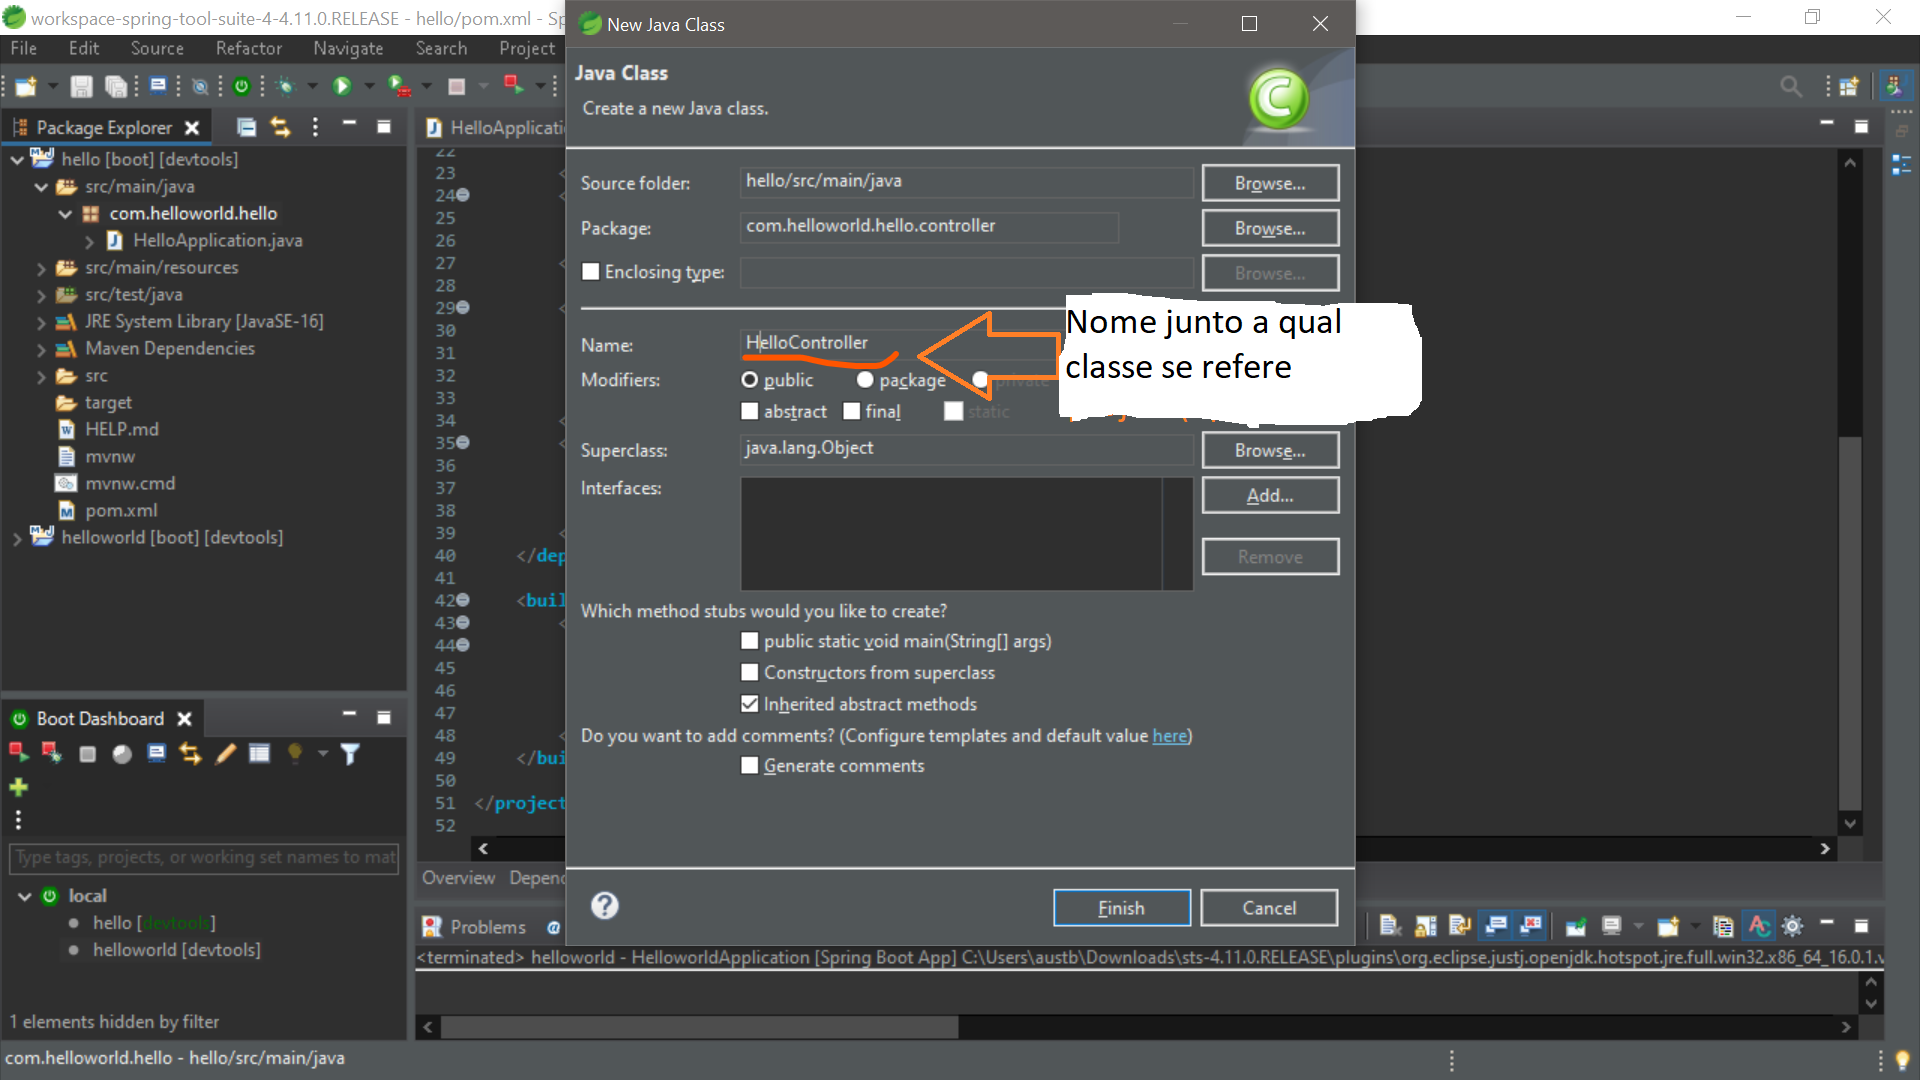 workspace-spring-tool-suite-4-4.11.0.RELEASE - hello/pom.xml - Sp
File Edit Source Refactor Navigate Search Project
Package Explorer
hello [boot] [devtools]
src/main/java
com.helloworld.hello
HelloApplication.java
src/main/resources
src/test/java
JRE System Library [JavaSE-16]
Maven Dependencies
src
target
HELP.md
mvnw
mvnw.cmd
pom.xml
helloworld [boot] [devtools]
Boot Dashboard
Type tags, projects, or working set names to mat
local
hello [devtools]
helloworld [devtools]
1 elements hidden by filter
com.helloworld.hello - hello/src/main/java
HelloApplicati
22
23 <
24 <
25
26
27 <
28
29 <
30
31
32
33
34 <
35 <
36
37
38
39 <
40 </dep
41
42 <buil
43 <
44
45
46
47
48 <
49 </bui
50
51 </project
52
Overview Depend
Problems @
<terminated> helloworld - HelloworldApplication [Spring Boot App] C:\Users\austb\Downloads\sts-4.11.0.RELEASE\plugins\org.eclipse.justj.openjdk.hotspot.jre.full.win32.x86_64_16.0.1.v
New Java Class
Java Class
Create a new Java class.
Source folder: hello/src/main/java Browse...
Package: com.helloworld.hello.controller Browse...
Enclosing type: Browse...
Name: HelloController
Nome junto a qual
classe se refere
Modifiers: public package private
abstract final static
Superclass: java.lang.Object Browse...
Interfaces: Add...
Remove
Which method stubs would you like to create?
public static void main(String[] args)
Constructors from superclass
Inherited abstract methods
Do you want to add comments? (Configure templates and default value here)
Generate comments
Finish Cancel